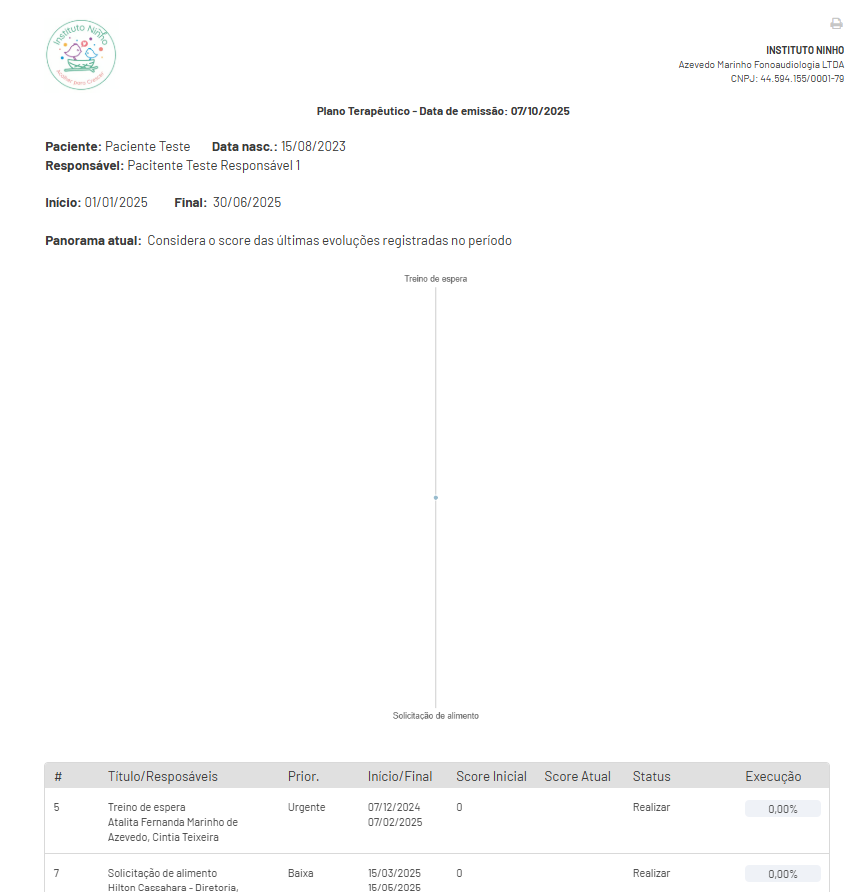 Instituto Ninho
Acolher para Crescer
INSTITUTO NINHO
Azevedo Marinho Fonoaudiologia LTDA
CNPJ: 44.594.155/0001-79
Plano Terapêutico - Data de emissão: 07/10/2025
Paciente: Paciente Teste Data nasc.: 15/08/2023
Responsável: Pacitente Teste Responsável 1
Início: 01/01/2025 Final: 30/06/2025
Panorama atual: Considera o score das últimas evoluções registradas no período
Treino de espera
Solicitação de alimento
# Título/Resposáveis Prior. Início/Final Score Inicial Score Atual Status Execução
5 Treino de espera Urgente 07/12/2024 0 Realizar 0,00%
Atalita Fernanda Marinho de 07/02/2025
Azevedo, Cintia Teixeira
7 Solicitação de alimento Baixa 15/03/2025 0 Realizar 0,00%
Hilton Cassahara - Diretoria, 16/05/2025